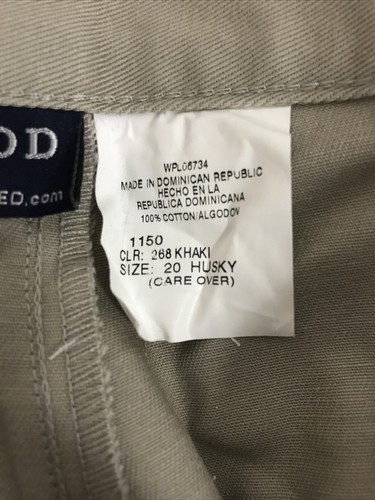 OD
ED.com
WPL06734
MADE IN DOMINICAN REPUBLIC
HECHO EN LA
REPUBLICA DOMINICANA
100% COTTON/ALGODON
1150
CLR: 268 KHAKI
SIZE: 20 HUSKY
(CARE OVER)